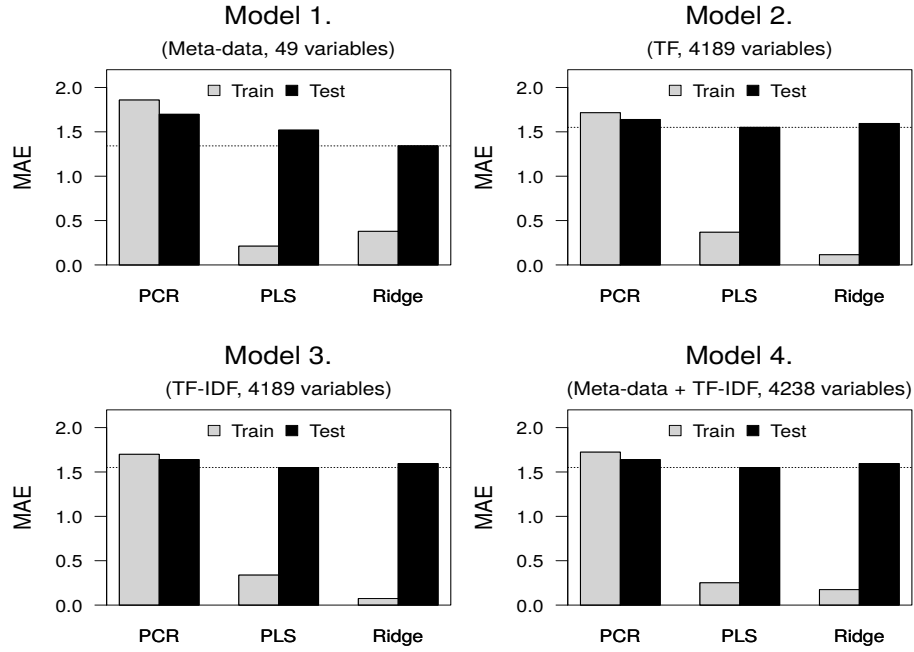 Model 1.
(Meta-data, 49 variables)
Train Test
MAE
2.0
1.5
1.0
0.5
0.0
PCR PLS Ridge
Model 2.
(TF, 4189 variables)
Train Test
MAE
2.0
1.5
1.0
0.5
0.0
PCR PLS Ridge
Model 3.
(TF-IDF, 4189 variables)
Train Test
MAE
2.0
1.5
1.0
0.5
0.0
PCR PLS Ridge
Model 4.
(Meta-data + TF-IDF, 4238 variables)
Train Test
MAE
2.0
1.5
1.0
0.5
0.0
PCR PLS Ridge